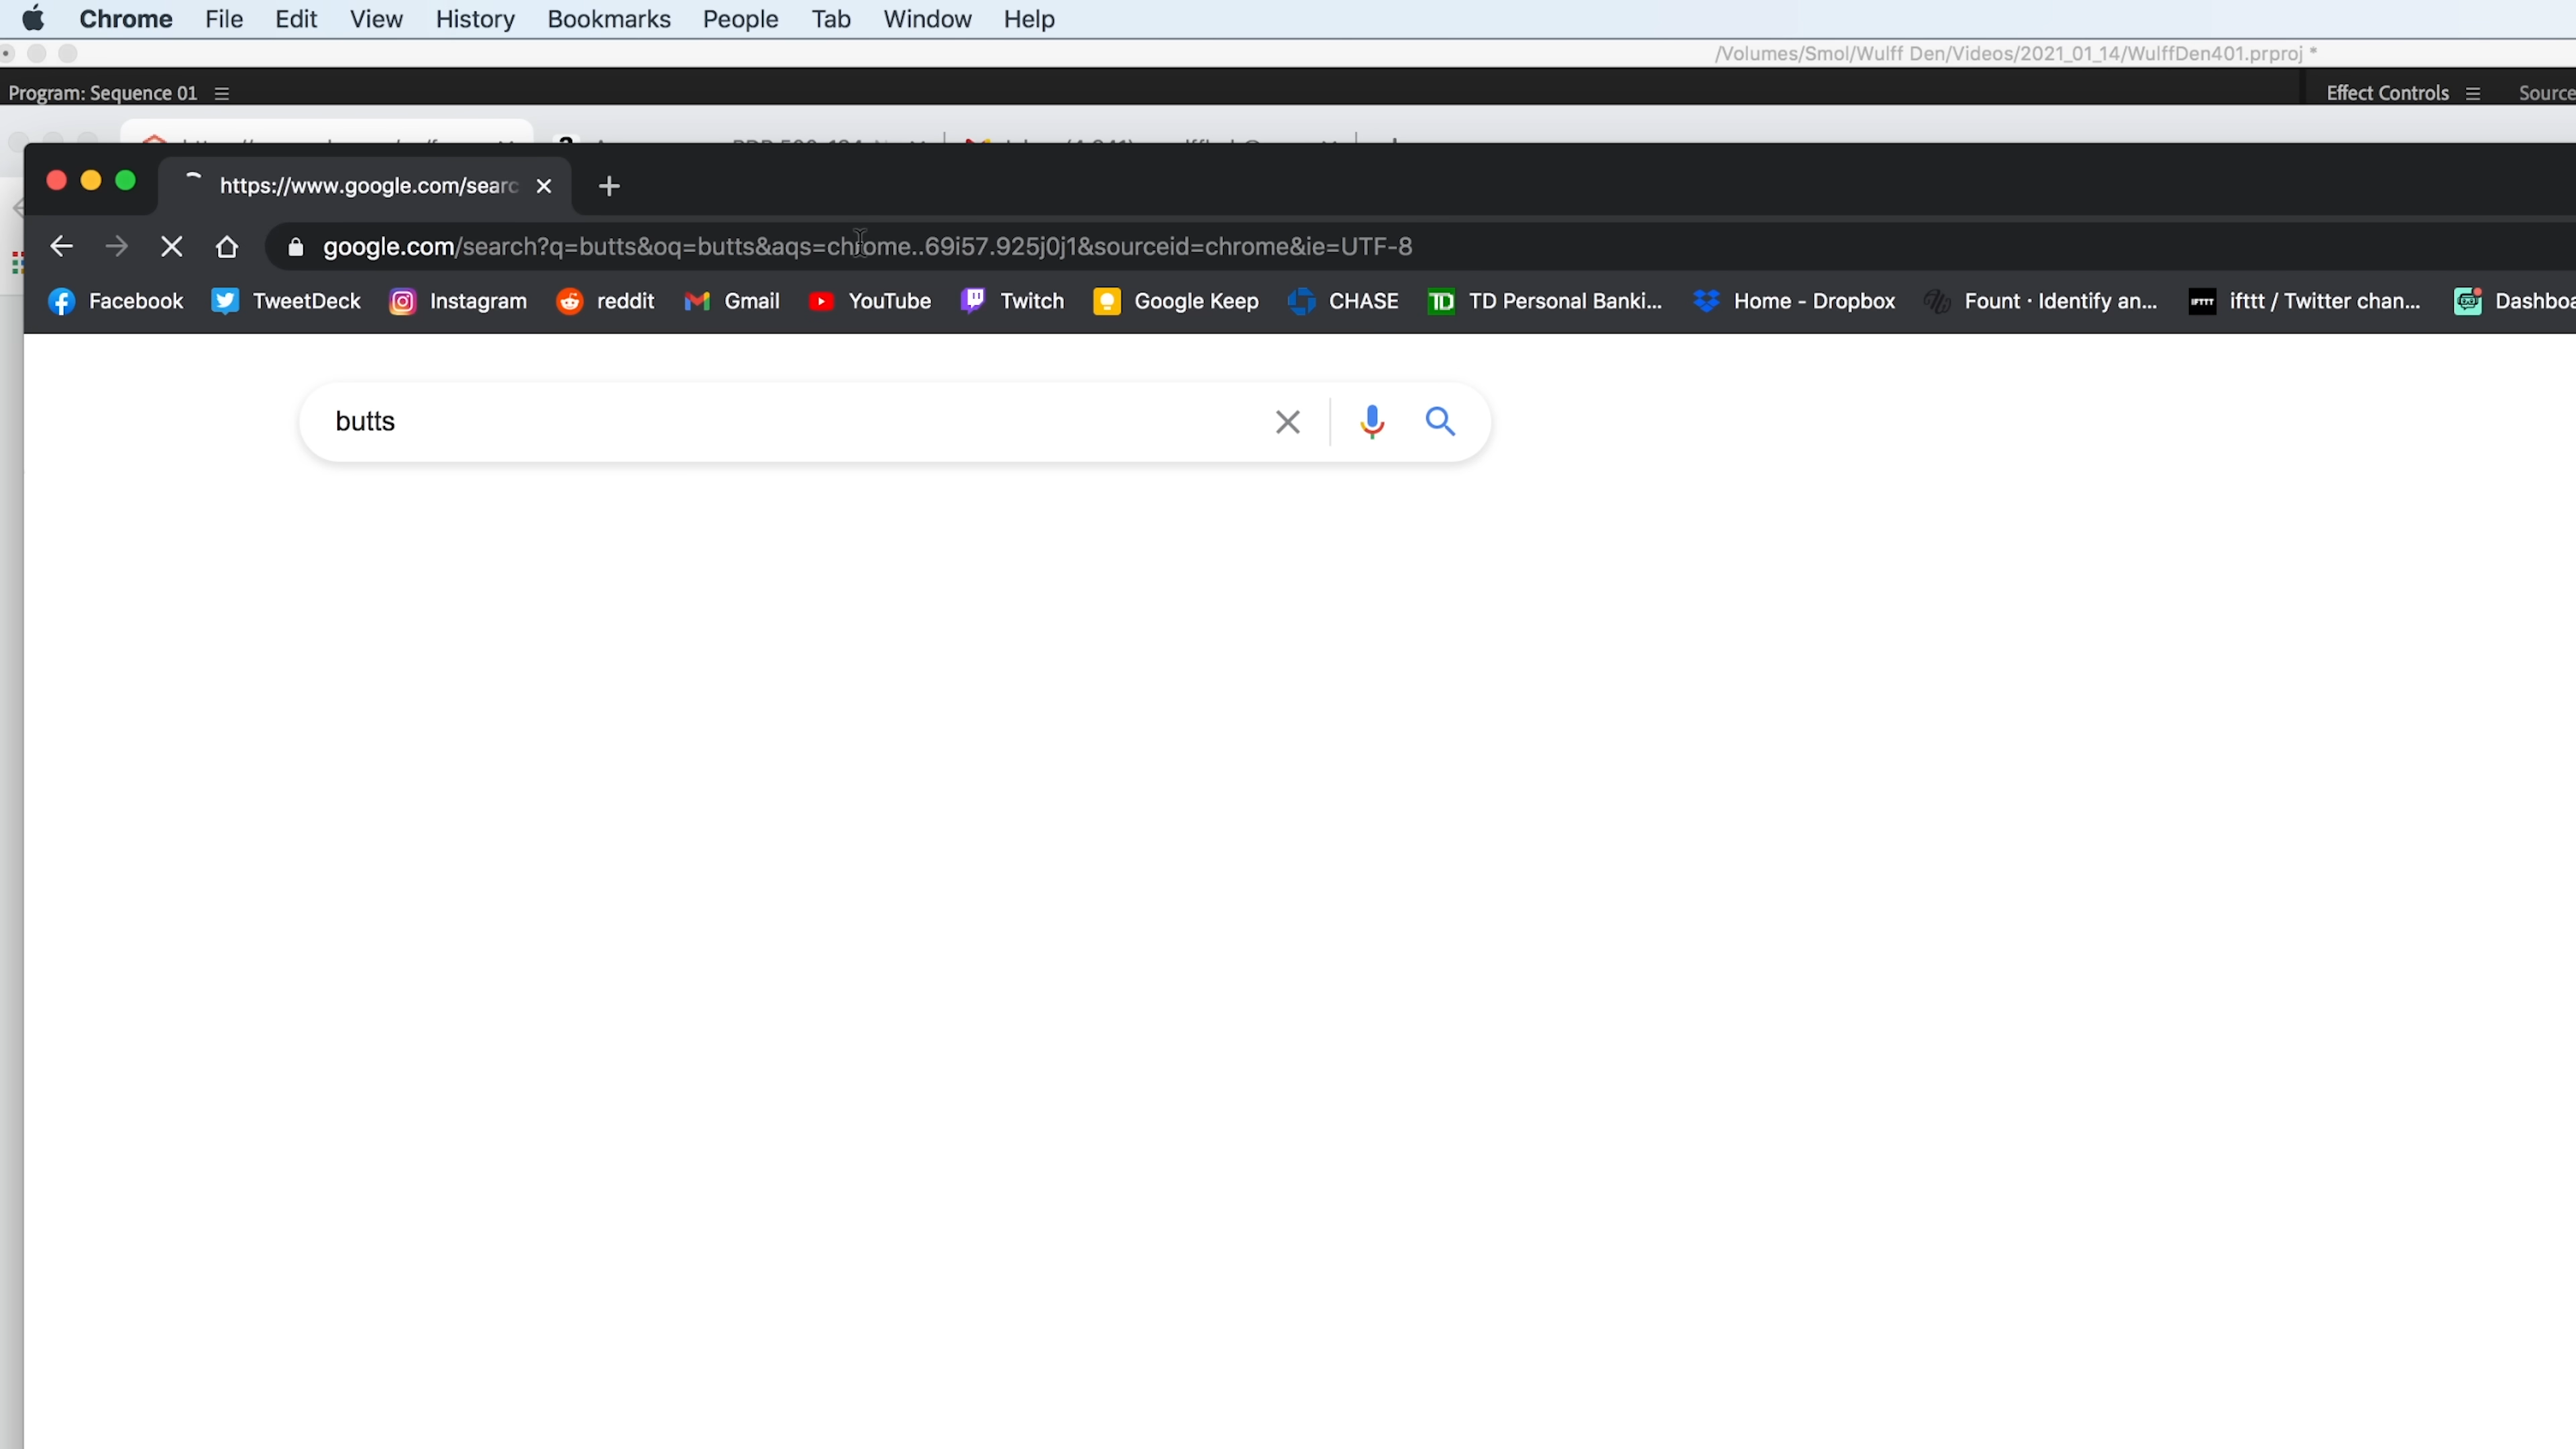 Chrome File Edit View History Bookmarks People Tab Window Help
/Volumes/Smol/Wulff Den/Videos/2021_01_14/WulffDen401.prproj *
Program: Sequence 01 Effect Controls Source
https://www.google.com/searc
google.com/search?q=butts&oq=butts&aqs=chrome..69i57.925j0j1&sourceid=chrome&ie=UTF-8
Facebook TweetDeck Instagram reddit Gmail YouTube Twitch Google Keep CHASE TD Personal Banki... Home - Dropbox Fount · Identify an... IFTTT ifttt / Twitter chan... Dashboa
butts